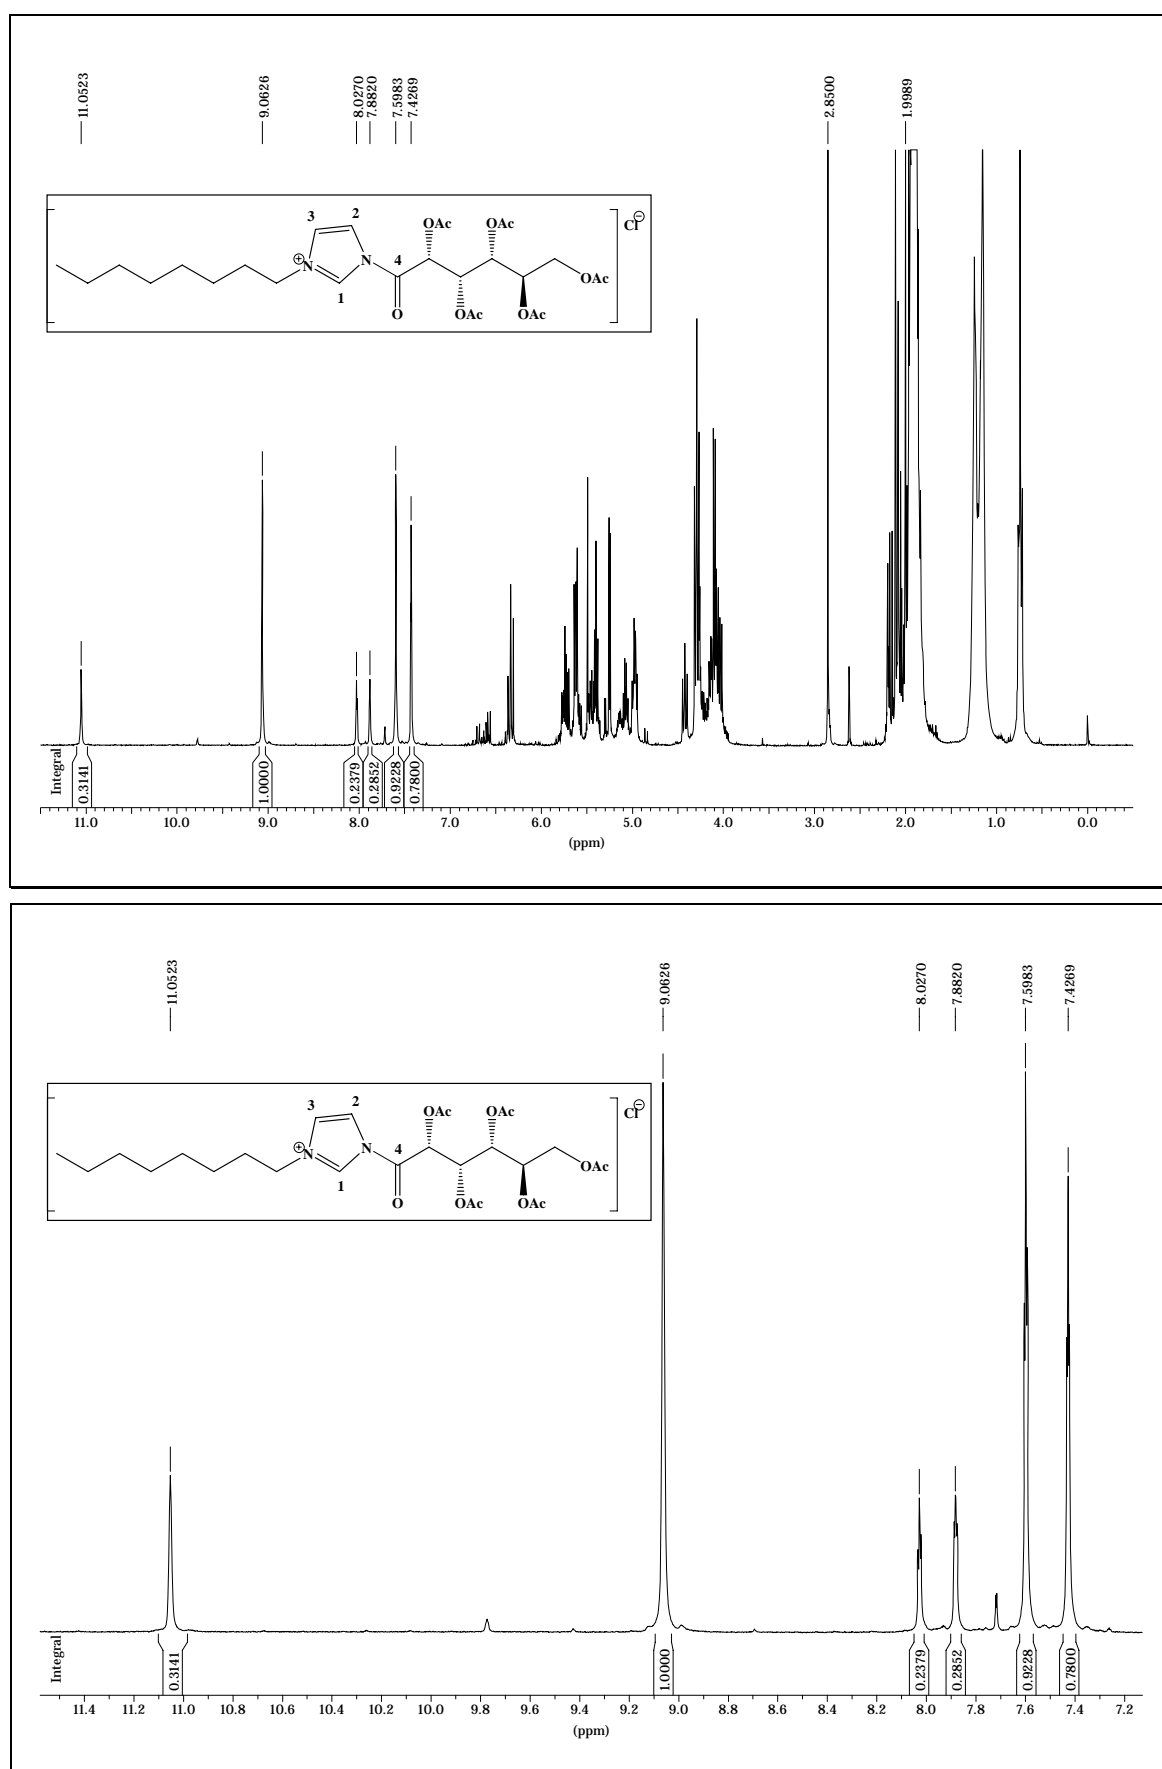 11.0523
9.0626
8.0270
7.8820
7.5983
7.4269
2.8500
1.9989
3
2
OAc
OAc
Cl⊖
⊕
N
N
4
OAc
1
O
OAc
OAc
Integral
0.3141
1.0000
0.2379
0.2852
0.9228
0.7800
11.0 10.0 9.0 8.0 7.0 6.0 5.0 4.0 3.0 2.0 1.0 0.0
(ppm)
11.0523
9.0626
8.0270
7.8820
7.5983
7.4269
3
2
OAc
OAc
Cl⊖
⊕
N
N
4
OAc
1
O
OAc
OAc
Integral
0.3141
1.0000
0.2379
0.2852
0.9228
0.7800
11.4 11.2 11.0 10.8 10.6 10.4 10.2 10.0 9.8 9.6 9.4 9.2 9.0 8.8 8.6 8.4 8.2 8.0 7.8 7.6 7.4 7.2
(ppm)